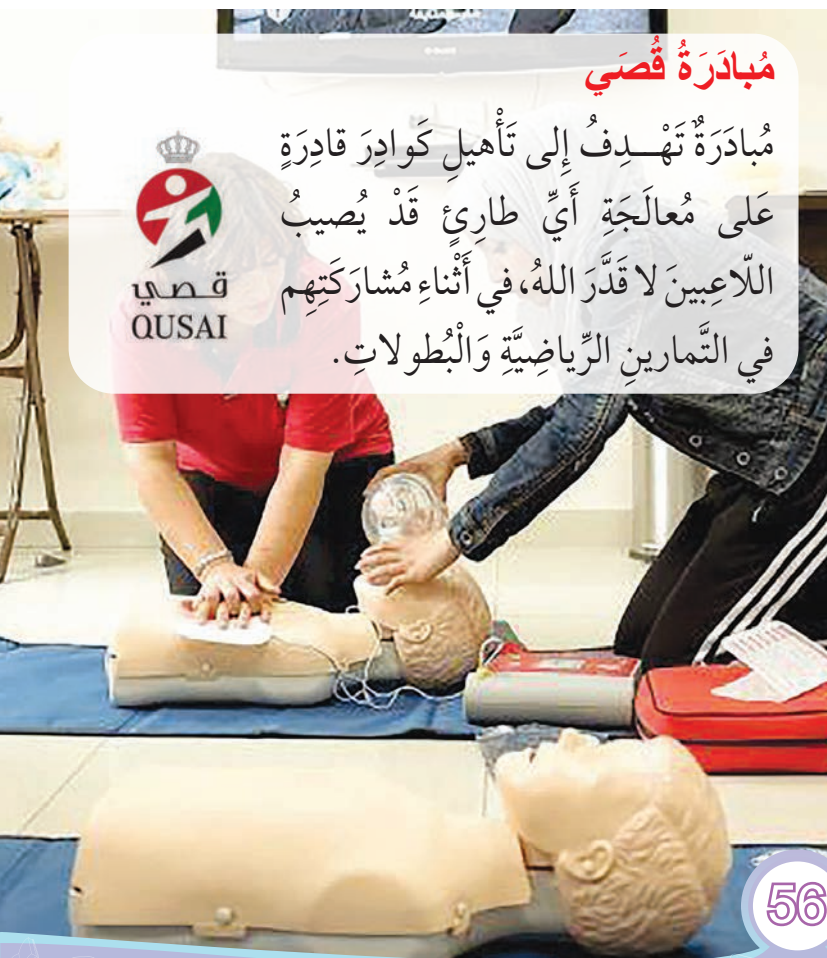 مُبادَرَةُ قُصَي
مُبادَرَةٌ تَهْـــدِفُ إِلى تَأْهيلِ كَوادِرَ قادِرَةٍ
عَلى مُعالَجَةِ أَيِّ طارِئٍ قَدْ يُصيبُ
اللّاعِبينَ لا قَدَّرَ اللهُ، في أَثْناءِ مُشارَكَتِهِم
في التَّمارينِ الرِّياضِيَّةِ وَالْبُطولاتِ.
قـصـي
QUSAI
56